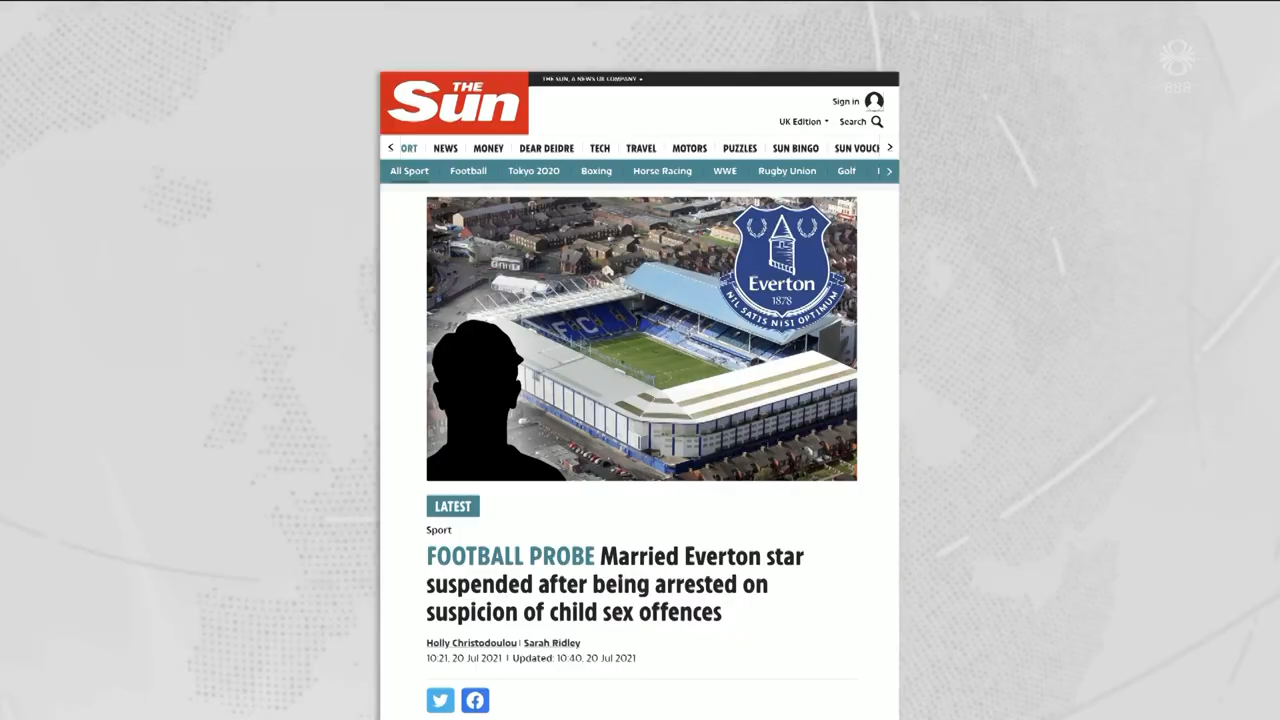 888
THE SUN, A NEWS UK COMPANY
THE
Sun
Sign in
UK Edition
Search
ORT NEWS MONEY DEAR DEIDRE TECH TRAVEL MOTORS PUZZLES SUN BINGO SUN VOUCH
All Sport Football Tokyo 2020 Boxing Horse Racing WWE Rugby Union Golf
Everton
1878
NIL SATIS NISI OPTIMUM
EFC
LATEST
Sport
FOOTBALL PROBE Married Everton star
suspended after being arrested on
suspicion of child sex offences
Holly Christodoulou | Sarah Ridley
10:21, 20 Jul 2021 | Updated: 10:40, 20 Jul 2021